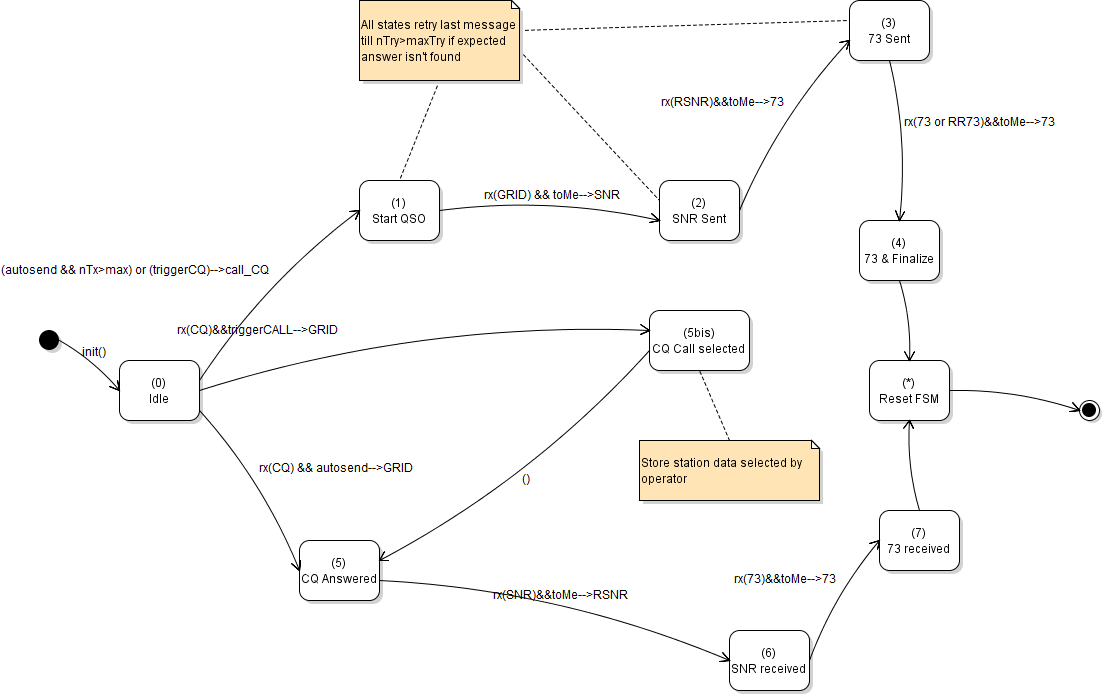 All states retry last message
till nTry>maxTry if expected
answer isn't found
(3)
73 Sent
rx(RSNR)&&toMe-->73
rx(73 or RR73)&&toMe-->73
(1)
Start QSO
rx(GRID) && toMe-->SNR
(2)
SNR Sent
(4)
73 & Finalize
(autosend && nTx>max) or (triggerCQ)-->call_CQ
rx(CQ)&&triggerCALL-->GRID
(5bis)
CQ Call selected
init()
(0)
Idle
(*)
Reset FSM
rx(CQ) && autosend-->GRID
Store station data selected by
operator
()
(7)
73 received
(5)
CQ Answered
rx(SNR)&&toMe-->RSNR
rx(73)&&toMe-->73
(6)
SNR received